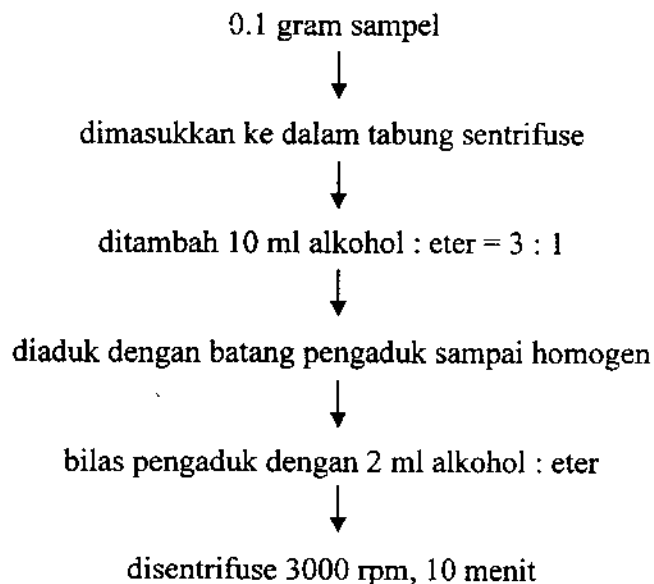 0.1 gram sampel
dimasukkan ke dalam tabung sentrifuse
ditambah 10 ml alkohol : eter = 3 : 1
diaduk dengan batang pengaduk sampai homogen
bilas pengaduk dengan 2 ml alkohol : eter
disentrifuse 3000 rpm, 10 menit